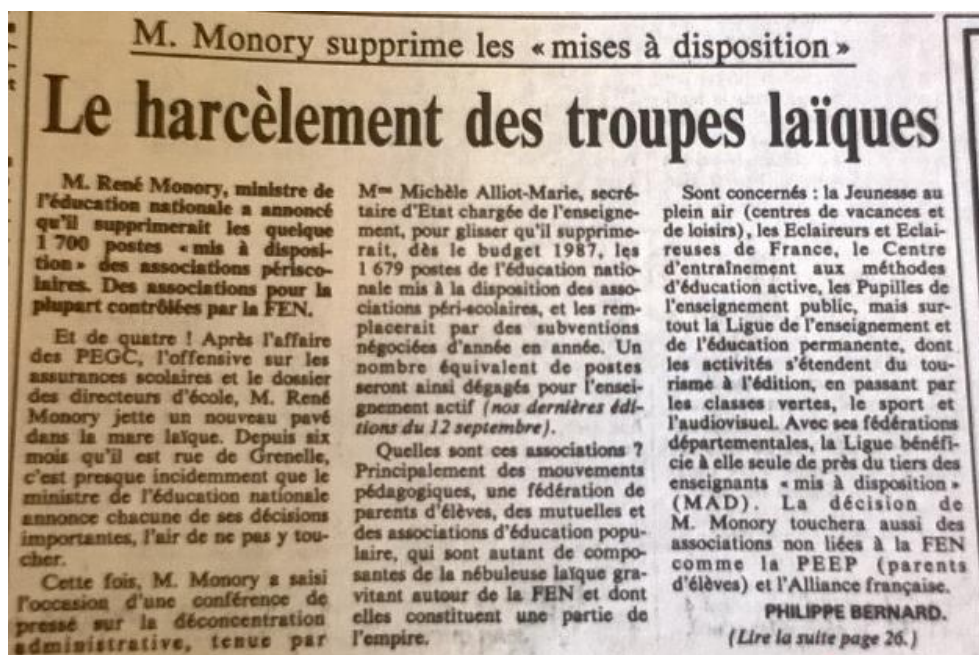 M. Monory supprime les « mises à disposition »
Le harcèlement des troupes laïques
M. René Monory, ministre de
l'éducation nationale a annoncé
qu'il supprimerait les quelque
1 700 postes « mis à disposi-
tion » des associations périsco-
laires. Des associations pour la
plupart contrôlées par la FEN.
Et de quatre ! Après l'affaire
des PEGC, l'offensive sur les
assurances scolaires et le dossier
des directeurs d'école, M. René
Monory jette un nouveau pavé
dans la mare laïque. Depuis six
mois qu'il est rue de Grenelle,
c'est presque incidemment que le
ministre de l'éducation nationale
annonce chacune de ses décisions
importantes, l'air de ne pas y tou-
cher.
Cette fois, M. Monory a saisi
l'occasion d'une conférence de
presse sur la déconcentration
administrative, tenue par
Mme Michèle Alliot-Marie, secré-
taire d'Etat chargée de l'enseigne-
ment, pour glisser qu'il supprime-
rait, dès le budget 1987, les
1 679 postes de l'éducation natio-
nale mis à la disposition des asso-
ciations péri-scolaires, et les rem-
placerait par des subventions
négociées d'année en année. Un
nombre équivalent de postes
seront ainsi dégagés pour l'ensei-
gnement actif (nos dernières édi-
tions du 12 septembre).
Quelles sont ces associations ?
Principalement des mouvements
pédagogiques, une fédération de
parents d'élèves, des mutuelles et
des associations d'éducation popu-
laire, qui sont autant de compo-
santes de la nébuleuse laïque gra-
vitant autour de la FEN et dont
elles constituent une partie de
l'empire.
Sont concernés : la Jeunesse au
plein air (centres de vacances et
de loisirs), les Eclaireurs et Eclai-
reuses de France, le Centre
d'entraînement aux méthodes
d'éducation active, les Pupilles de
l'enseignement public, mais sur-
tout la Ligue de l'enseignement et
de l'éducation permanente, dont
les activités s'étendent du tou-
risme à l'édition, en passant par
les classes vertes, le sport et
l'audiovisuel. Avec ses fédérations
départementales, la Ligue bénéfi-
cie à elle seule de près du tiers des
enseignants « mis à disposition »
(MAD). La décision de
M. Monory touchera aussi des
associations non liées à la FEN
comme la PEEP (parents
d'élèves) et l'Alliance française.
PHILIPPE BERNARD.
(Lire la suite page 26.)